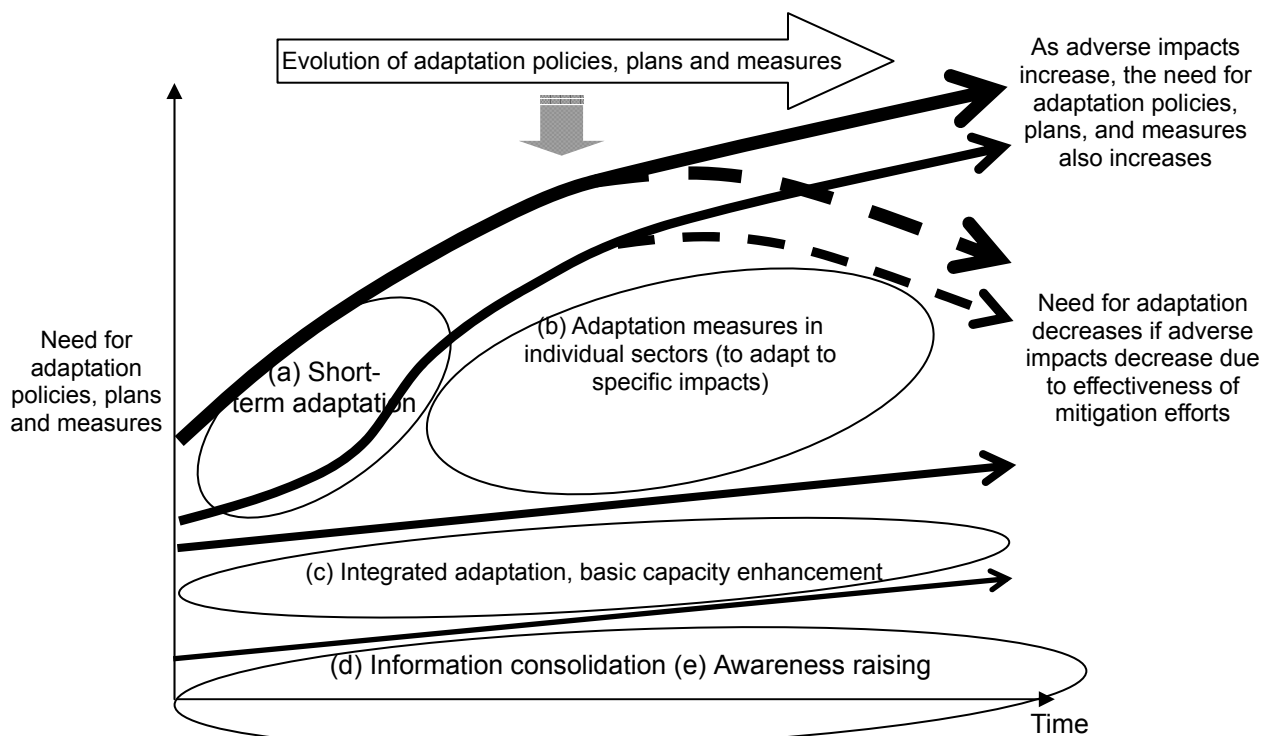 Evolution of adaptation policies, plans and measures
As adverse impacts
increase, the need for
adaptation policies,
plans, and measures
also increases
Need for
adaptation
policies, plans
and measures
(a) Short-
term adaptation
(b) Adaptation measures in
individual sectors (to adapt to
specific impacts)
Need for adaptation
decreases if adverse
impacts decrease due
to effectiveness of
mitigation efforts
(c) Integrated adaptation, basic capacity enhancement
(d) Information consolidation (e) Awareness raising
Time